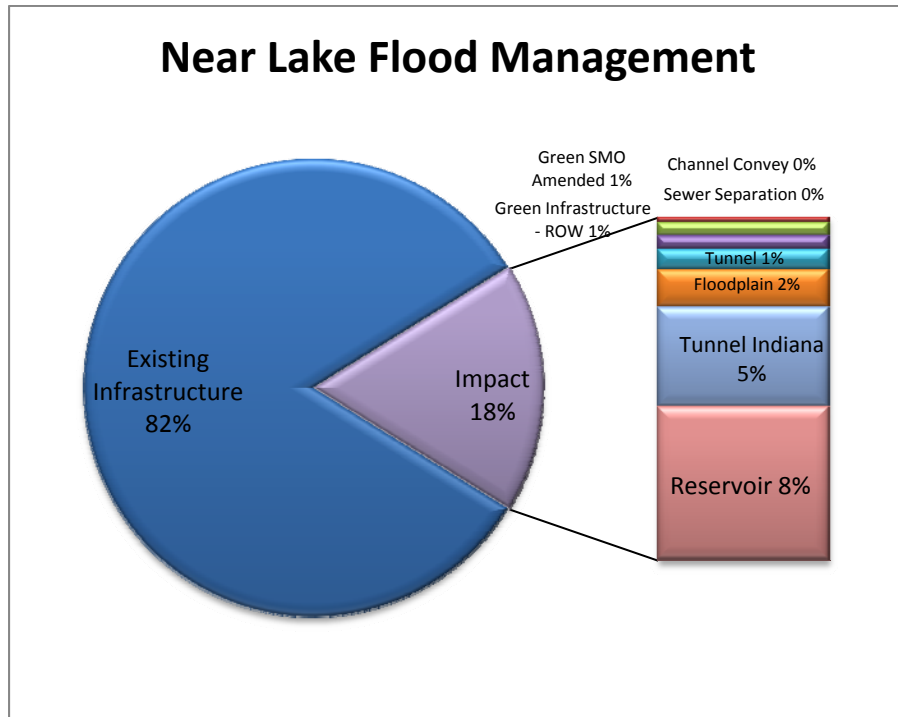 Near Lake Flood Management
Green SMO
Amended 1%
Green Infrastructure
- ROW 1%
Channel Convey 0%
Sewer Separation 0%
Tunnel 1%
Floodplain 2%
Tunnel Indiana
5%
Reservoir 8%
Existing
Infrastructure
82%
Impact
18%